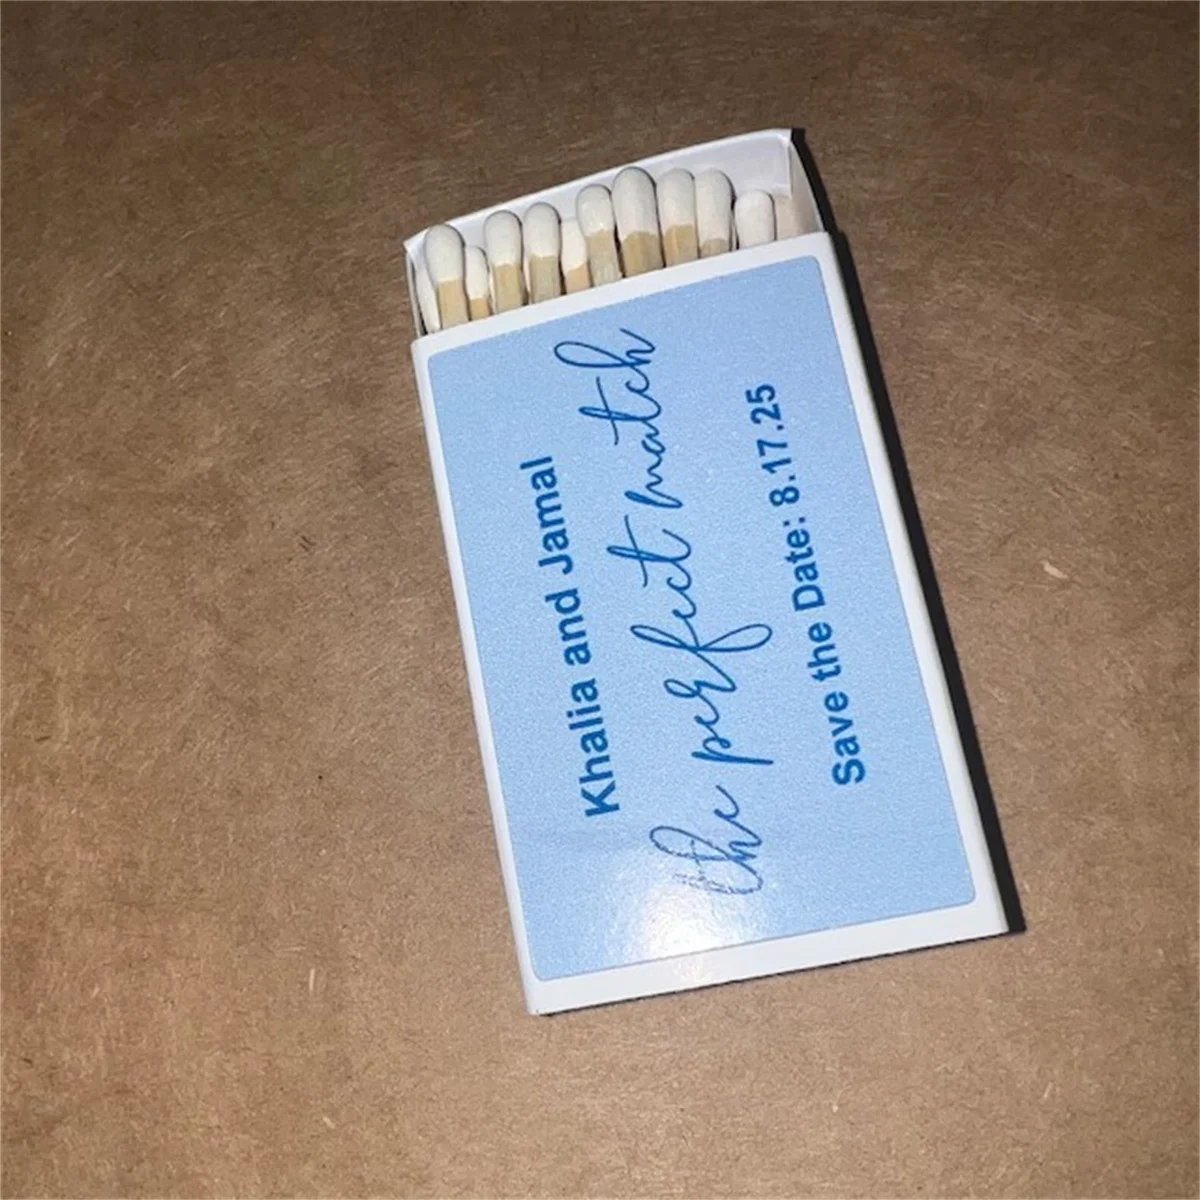 Khalia and Jamal
the perfect match
Save the Date: 8.17.25